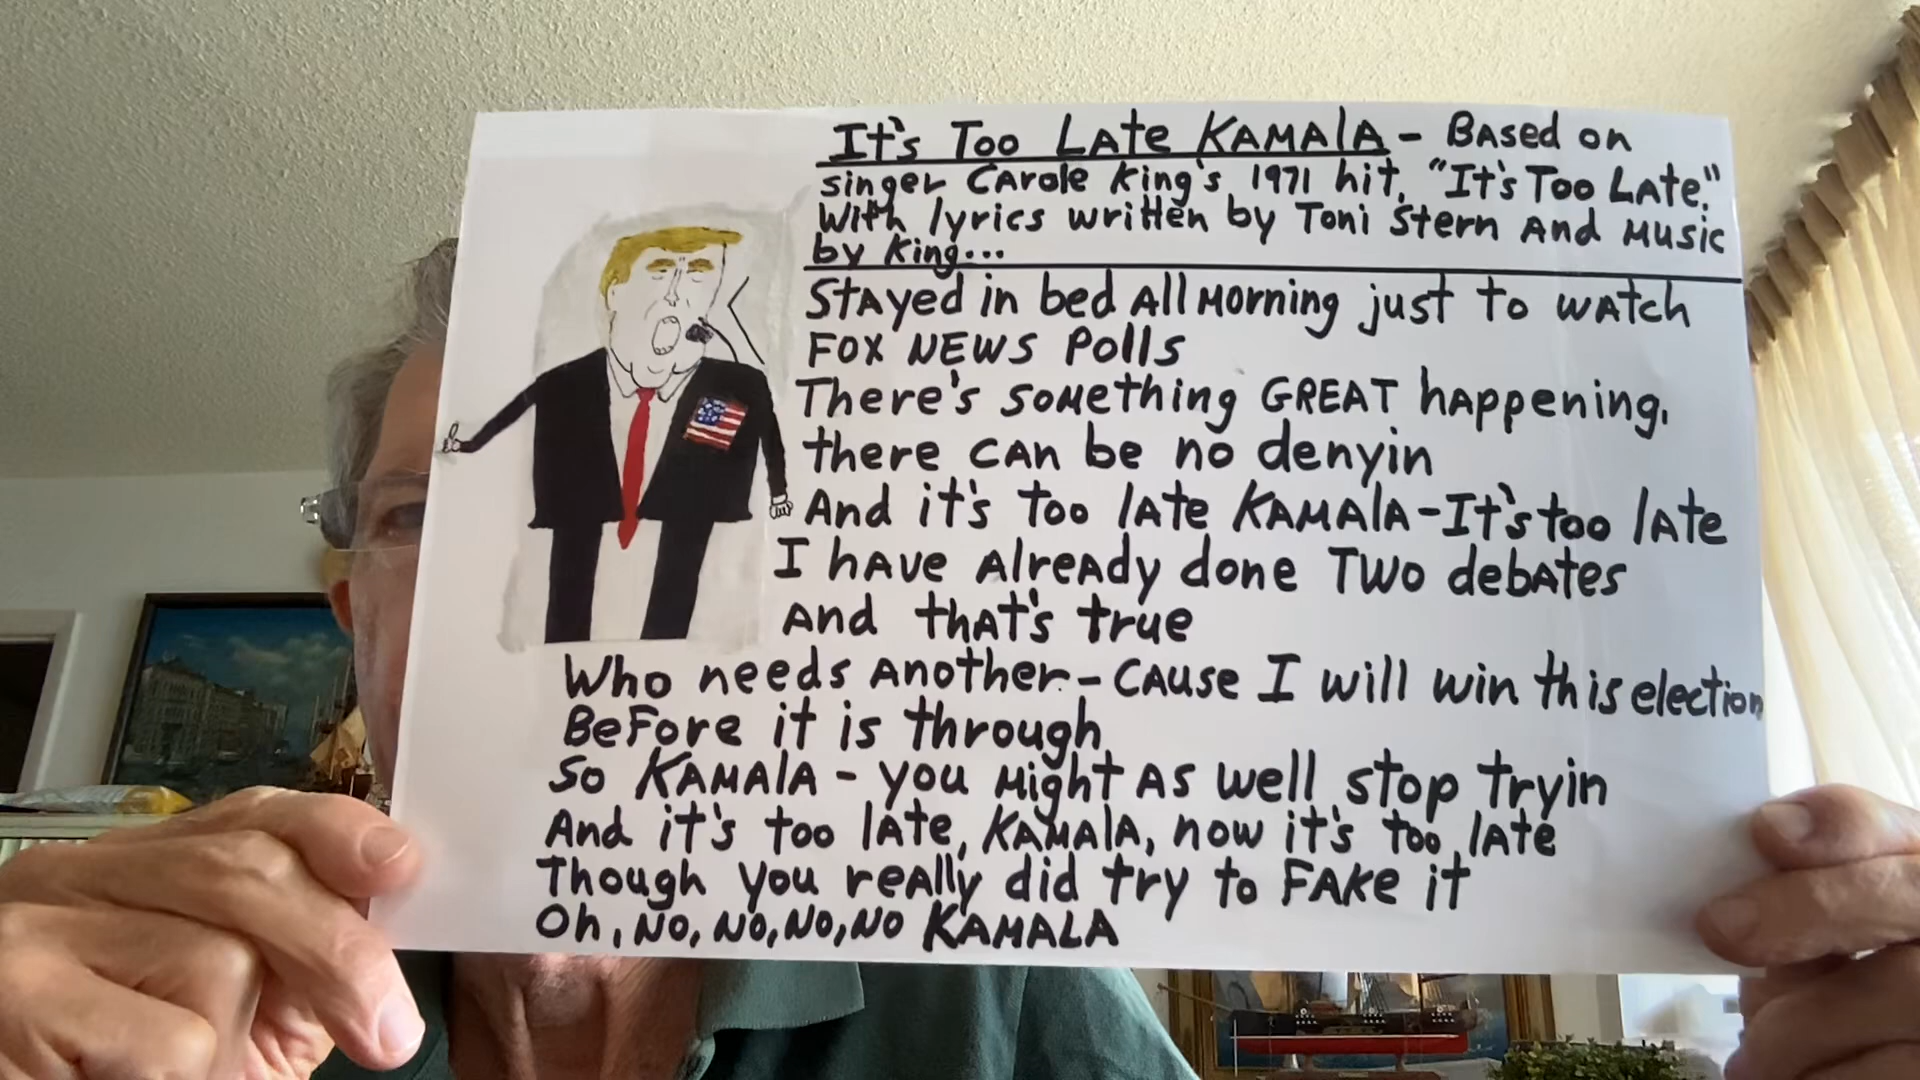 It's Too Late KAMAlA - BAsed on
singer CArole King's 1971 hit, "It's Too LAte,"
With lyrics written by Toni Stern And Music
by King...
StAyed in bed All Morning just to wAtch
FOX NEWS Polls
There's soMething GREAT hAppening,
there cAn be no denyin
And it's too lAte KAMAlA-It's too lAte
I hAve AlreAdy done TWO debAtes
And thAt's true
Who needs Another-CAuse I will win this election
Before it is through
So KAMAlA - you Might As well stop tryin
And it's too lAte, KAMAlA, now it's too lAte
Though you reAlly did try to FAKe it
Oh, No, No, No, No KAMALA